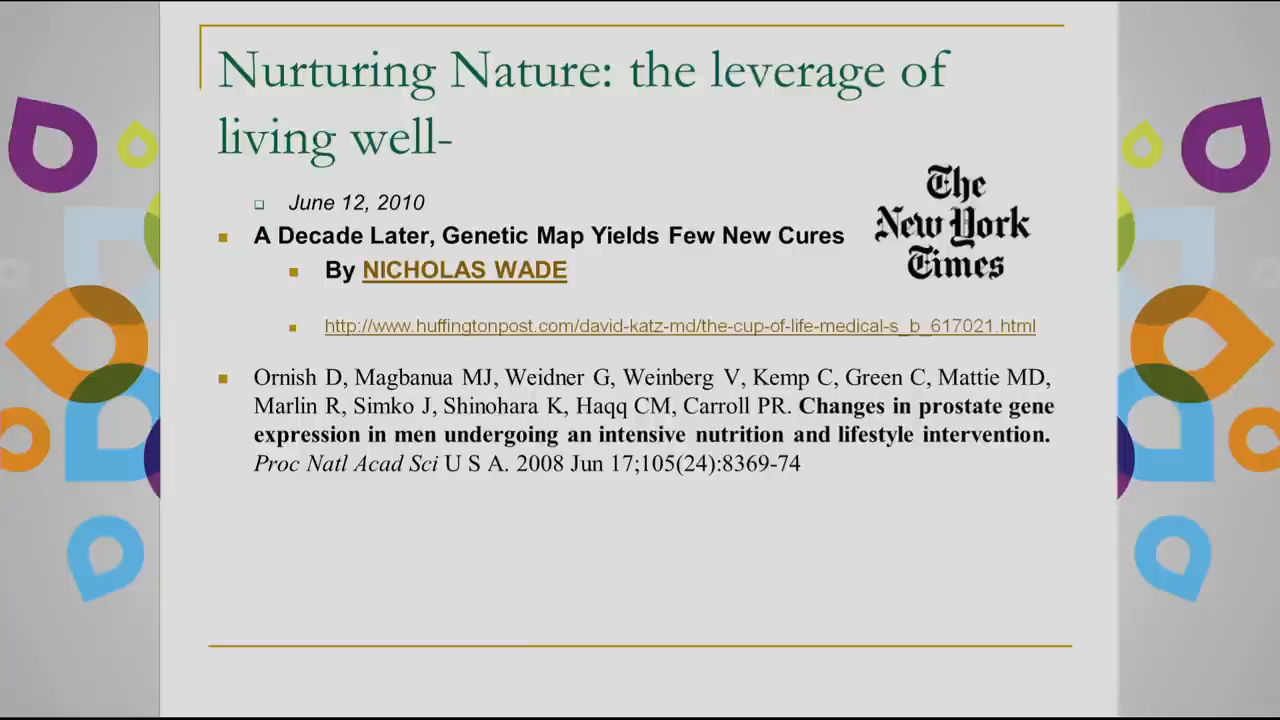 Nurturing Nature: the leverage of
living well-
June 12, 2010
A Decade Later, Genetic Map Yields Few New Cures
The
New York
Times
By NICHOLAS WADE
http://www.huffingtonpost.com/david-katz-md/the-cup-of-life-medical-s_b_617021.html
Ornish D, Magbanua MJ, Weidner G, Weinberg V, Kemp C, Green C, Mattie MD,
Marlin R, Simko J, Shinohara K, Haqq CM, Carroll PR. Changes in prostate gene
expression in men undergoing an intensive nutrition and lifestyle intervention.
Proc Natl Acad Sci U S A. 2008 Jun 17;105(24):8369-74